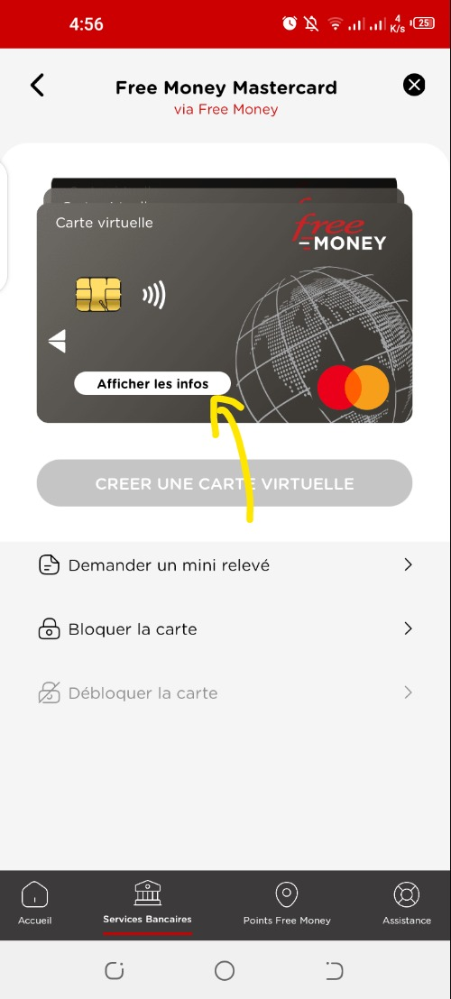 4:56
4
K/s
25
Free Money Mastercard
via Free Money
Carte virtuelle
free
MONEY
Afficher les infos
CREER UNE CARTE VIRTUELLE
Demander un mini relevé
Bloquer la carte
Débloquer la carte
Accueil
Services Bancaires
Points Free Money
Assistance